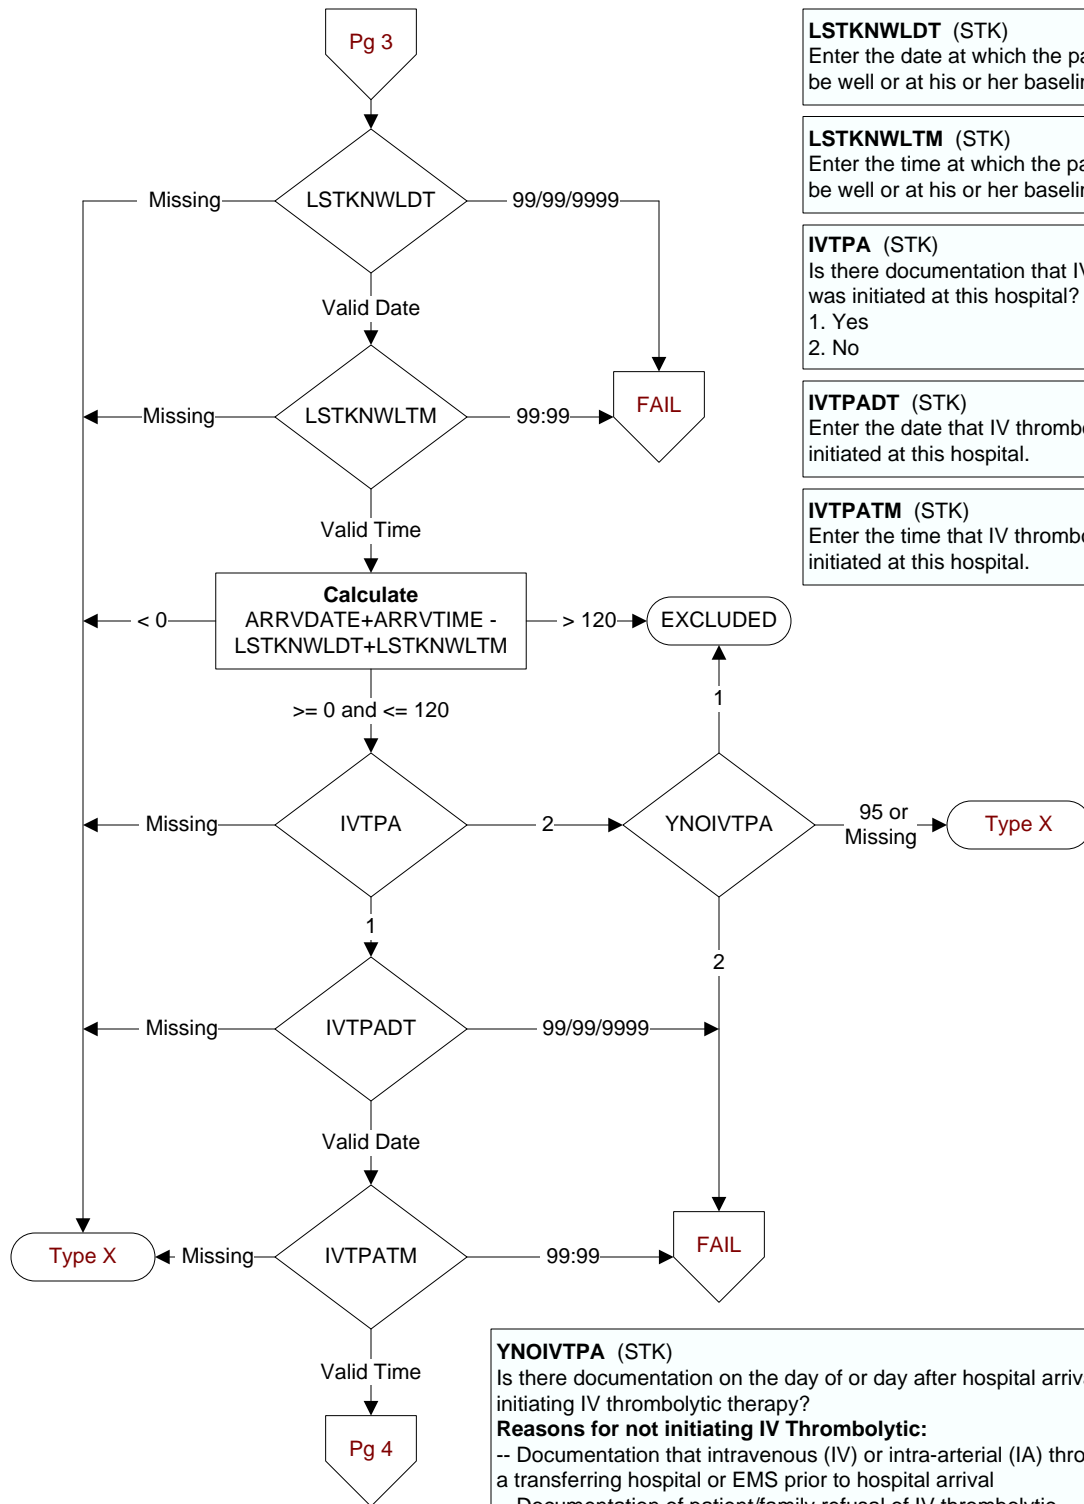 Pg 3
LSTKNWLDT (STK)
Enter the date at which the
be well or at his or her
LSTKNWLTM (STK)
Enter the time at which the
be well or at his or her
IVTPA (STK)
Is there documentation that
was initiated at this hospital?
1. Yes
2. No
IVTPADT (STK)
Enter the date that IV
initiated at this hospital.
IVTPATM (STK)
Enter the time that IV
initiated at this hospital.
Missing
LSTKNWLDT
99/99/9999
Valid Date
Missing
LSTKNWLTM
99:99
FAIL
Valid Time
Calculate
ARRVDATE+ARRVTIME -
LSTKNWLDT+LSTKNWLTM
< 0
> 120
EXCLUDED
>= 0 and <= 120
1
Missing
IVTPA
2
YNOIVTPA
95 or
Missing
Type X
1
2
Missing
IVTPADT
99/99/9999
Valid Date
Type X
Missing
IVTPATM
99:99
FAIL
Valid Time
Pg 4
YNOIVTPA (STK)
Is there documentation on the day of or day after hospital
initiating IV thrombolytic therapy?
Reasons for not initiating IV Thrombolytic:
-- Documentation that intravenous (IV) or intra-arterial (IA)
a transferring hospital or EMS prior to hospital arrival
-- Documentation of patient/family refusal of IV thrombolytic